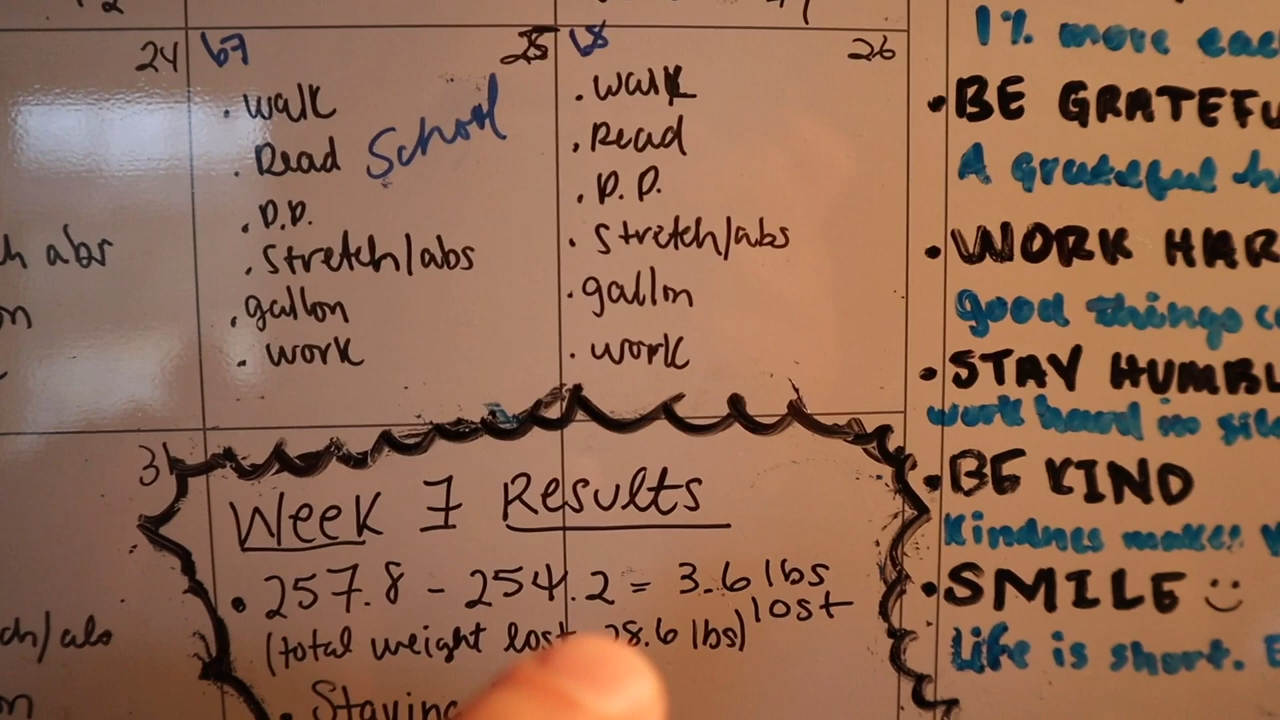 24
67
25
. walk
. Read
School
. P.P.
. stretch/abs
. gallon
. work
68
26
. walk
. Read
. P.P.
. stretch/abs
. gallon
. work
h abs
31
ch/abs
Week 7 Results
• 257.8 - 254.2 = 3.6 lbs lost
(total weight lost 28.6 lbs)
• Staying
1% more eac
• BE GRATEFU
A grateful h
• WORK HAR
good things c
• STAY HUMBL
work hard in sil
• BE KIND
Kindness makes
• SMILE :)
Life is short. E